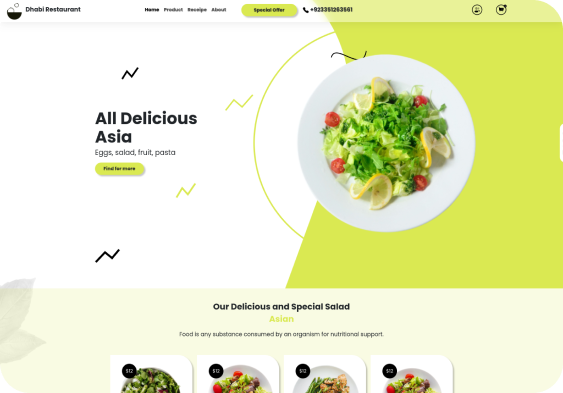 Dhabi Restaurant
Home Product Receipe About
Special Offer
+923351263661
All Delicious
Asia
Eggs, salad, fruit, pasta
Find for more
Our Delicious and Special Salad
Asian
Food is any substance consumed by an organism for nutritional support.
$12 $12 $12 $12